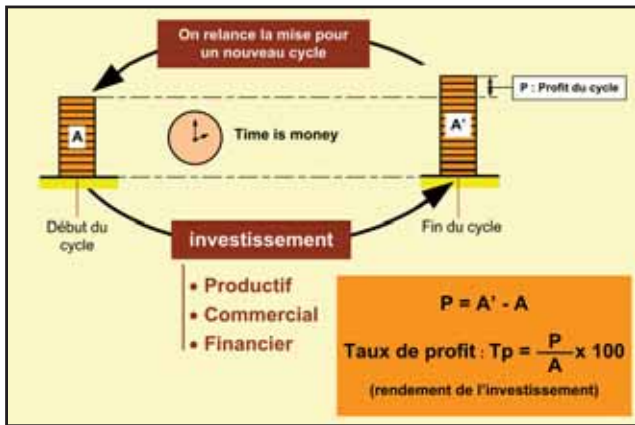 On relance la mise pour
un nouveau cycle
P : Profit du cycle
A
Time is money
A'
Début du
cycle
Fin du cycle
investissement
• Productif
• Commercial
• Financier
P = A' - A
Taux de profit : Tp = P/A x 100
(rendement de l'investissement)